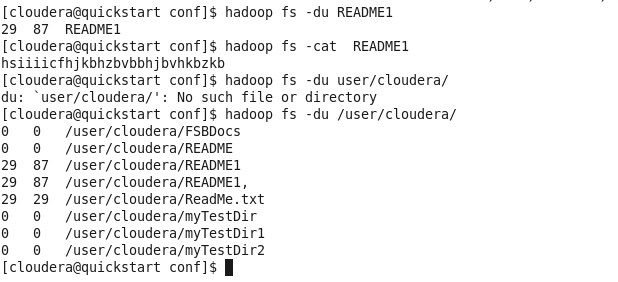 [cloudera@quickstart conf]$ hadoop fs -du README1
29  87  README1
[cloudera@quickstart conf]$ hadoop fs -cat  README1
hsiiiicfhjkbhzbvbbhjbvhkbzkb
[cloudera@quickstart conf]$ hadoop fs -du user/cloudera/
du: `user/cloudera/': No such file or directory
[cloudera@quickstart conf]$ hadoop fs -du /user/cloudera/
0   0   /user/cloudera/FSBDocs
0   0   /user/cloudera/README
29  87  /user/cloudera/README1
29  87  /user/cloudera/README1,
29  29  /user/cloudera/ReadMe.txt
0   0   /user/cloudera/myTestDir
0   0   /user/cloudera/myTestDir1
0   0   /user/cloudera/myTestDir2
[cloudera@quickstart conf]$